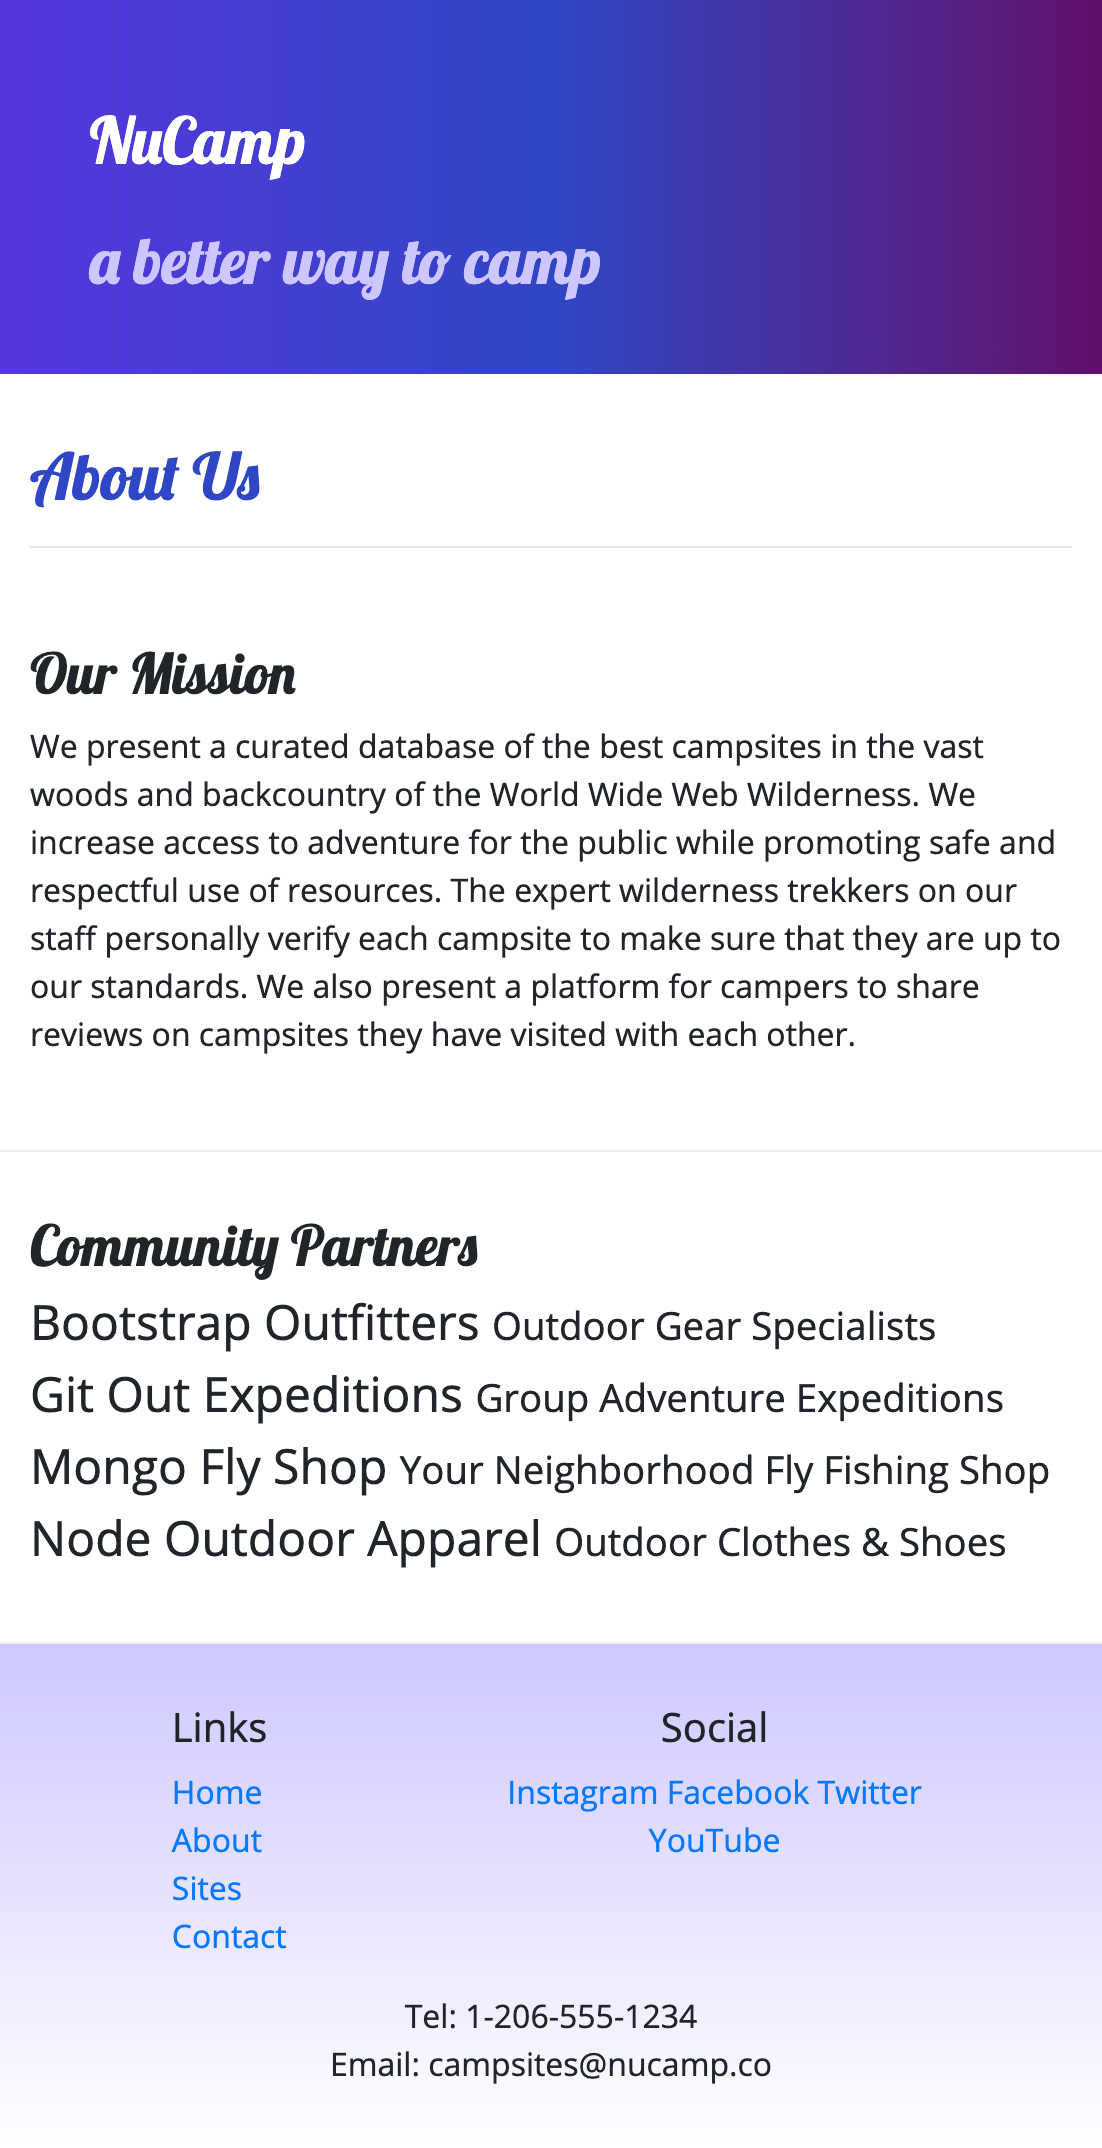 NuCamp
a better way to camp
About Us
Our Mission
We present a curated database of the best campsites in the vast
woods and backcountry of the World Wide Web Wilderness. We
increase access to adventure for the public while promoting safe and
respectful use of resources. The expert wilderness trekkers on our
staff personally verify each campsite to make sure that they are up to
our standards. We also present a platform for campers to share
reviews on campsites they have visited with each other.
Community Partners
Bootstrap Outfitters Outdoor Gear Specialists
Git Out Expeditions Group Adventure Expeditions
Mongo Fly Shop Your Neighborhood Fly Fishing Shop
Node Outdoor Apparel Outdoor Clothes & Shoes
Links
Home
About
Sites
Contact
Social
Instagram Facebook Twitter
YouTube
Tel: 1-206-555-1234
Email: campsites@nucamp.co